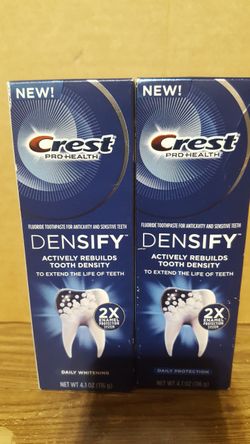 NEW!
Crest
PRO-HEALTH
FLUORIDE TOOTHPASTE FOR ANTICAVITY AND SENSITIVE TEETH
DENSIFY
ACTIVELY REBUILDS
TOOTH DENSITY
TO EXTEND THE LIFE OF TEETH
2X
ENAMEL
PROTECTION
DAILY WHITENING
NET WT 4.1 OZ (116 g)
NEW!
Crest
PRO-HEALTH
FLUORIDE TOOTHPASTE FOR ANTICAVITY AND SENSITIVE TEETH
DENSIFY
ACTIVELY REBUILDS
TOOTH DENSITY
TO EXTEND THE LIFE OF TEETH
2X
ENAMEL
PROTECTION
DAILY PROTECTION
NET WT 4.1 OZ (116 g)